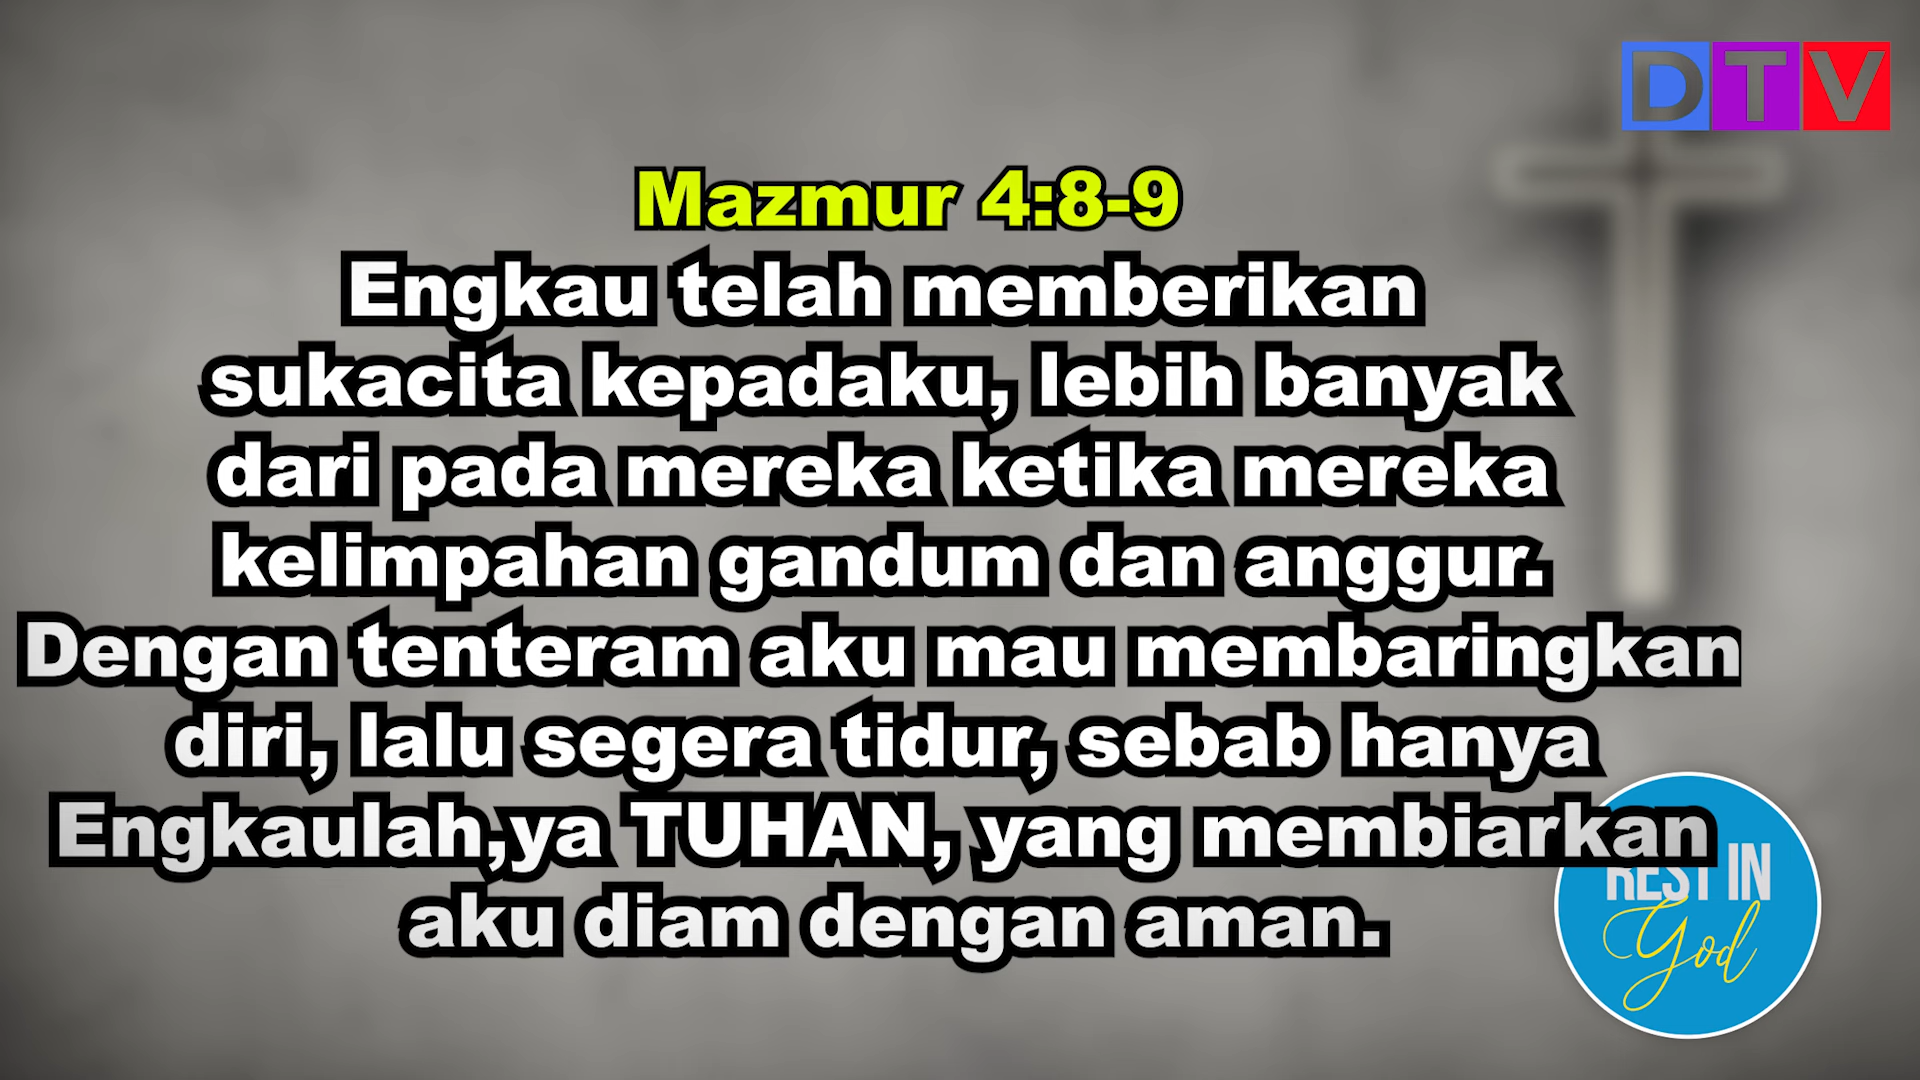 DTV
Mazmur 4:8-9
Engkau telah memberikan
sukacita kepadaku, lebih banyak
dari pada mereka ketika mereka
kelimpahan gandum dan anggur.
Dengan tenteram aku mau membaringkan
diri, lalu segera tidur, sebab hanya
Engkaulah,ya TUHAN, yang membiarkan
aku diam dengan aman.
REST IN
God